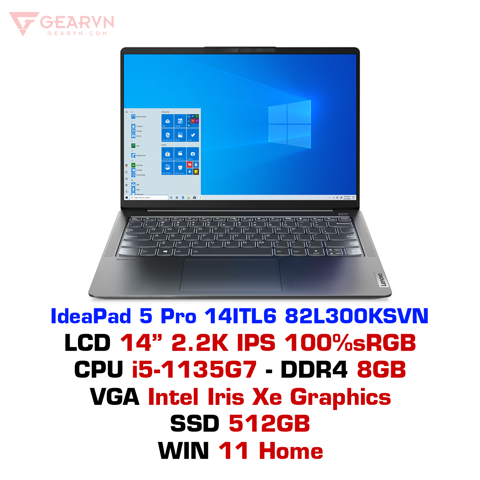 GEARVN
GEARVN.COM
Lenovo
IdeaPad 5 Pro 14ITL6 82L300KSVN
LCD 14” 2.2K IPS 100%sRGB
CPU i5-1135G7 - DDR4 8GB
VGA Intel Iris Xe Graphics
SSD 512GB
WIN 11 Home